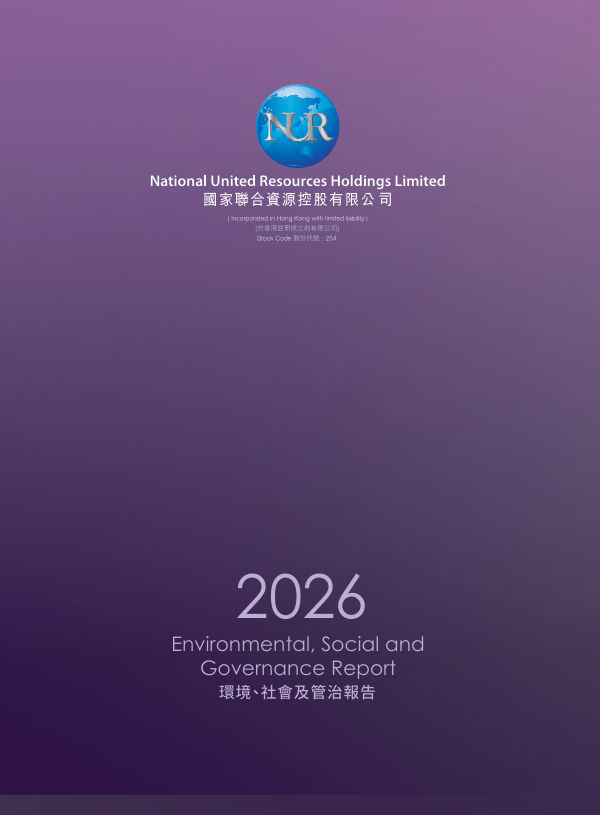 NUR
National United Resources Holdings Limited
國家聯合資源控股有限公司
( Incorporated in Hong Kong with limited liability )
(於香港註冊成立的有限公司)
Stock Code 股份代號 : 254
2026
Environmental, Social and
Governance Report
環境、社會及管治報告